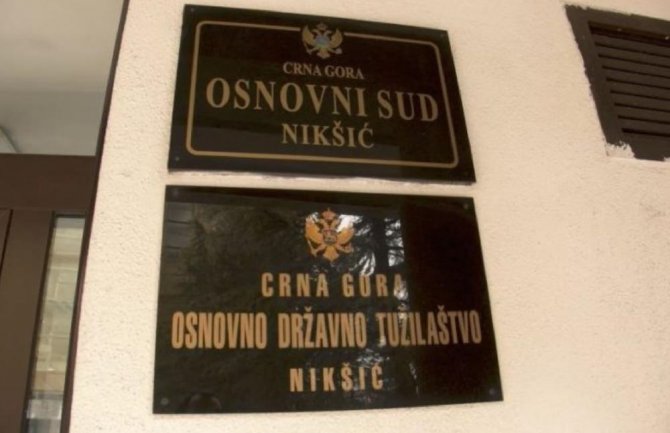 CRNA GORA
OSNOVNI SUD
NIKŠIĆ
CRNA GORA
OSNOVNO DRŽAVNO TUŽILAŠTVO
NIKŠIĆ